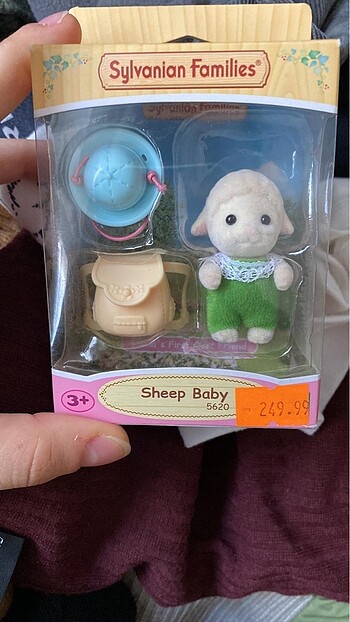 Sylvanian Families®
Sylvanian Families
3+
Sheep Baby
5620
249.99